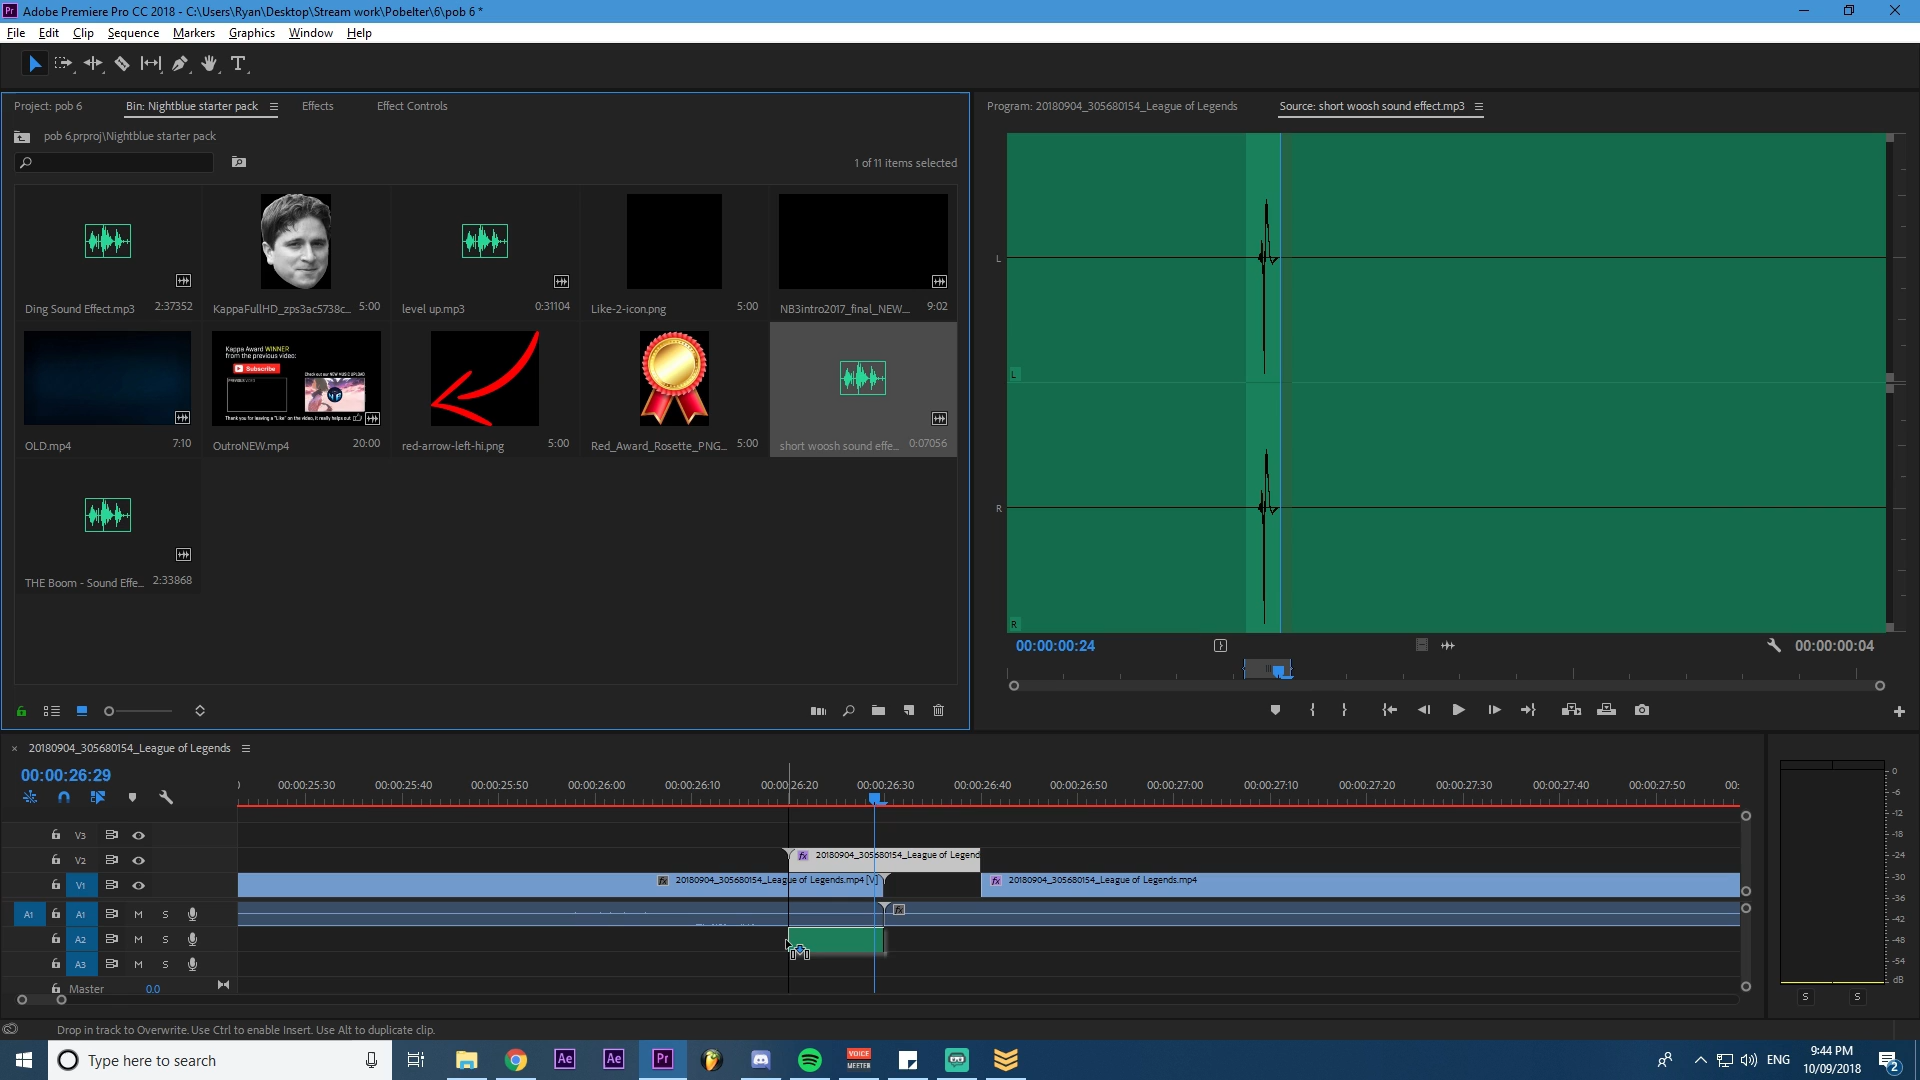 Adobe Premiere Pro CC 2018 - C:\Users\Ryan\Desktop\Stream work\Pobelter\6\pob 6 *
File Edit Clip Sequence Markers Graphics Window Help
Project: pob 6 Bin: Nightblue starter pack Effects Effect Controls
Program: 20180904_305680154_League of Legends Source: short woosh sound effect.mp3
pob 6.prproj\Nightblue starter pack
1 of 11 items selected
Ding Sound Effect.mp3 2:37352
KappaFullHD_zps3ac5738c... 5:00
level up.mp3 0:31104
Like-2-icon.png 5:00
NB3intro2017_final_NEW... 9:02
Kappa Award WINNER
from the previous video:
Subscribe
Thank you for leaving a "Like" on the video, it really helps out
OLD.mp4 7:10
OutroNEW.mp4 20:00
red-arrow-left-hi.png 5:00
Red_Award_Rosette_PNG... 5:00
short woosh sound effe... 0:07056
THE Boom - Sound Effe... 2:33868
L
L
R
R
00:00:00:24 00:00:00:04
20180904_305680154_League of Legends
00:00:26:29
00:00:25:30 00:00:25:40 00:00:25:50 00:00:26:00 00:00:26:10 00:00:26:20 00:00:26:30 00:00:26:40 00:00:26:50 00:00:27:00 00:00:27:10 00:00:27:20 00:00:27:30 00:00:27:40 00:00:27:50 00:
V3
V2 fx 20180904_305680154_League of Legend
V1 fx 20180904_305680154_League of Legends.mp4 [V] fx 20180904_305680154_League of Legends.mp4
A1 A1 M S fx
A2 M S
A3 M S
Master 0.0
0
-6
-12
-18
-24
-30
-36
-42
-48
-54
dB
S S
Drop in track to Overwrite. Use Ctrl to enable Insert. Use Alt to duplicate clip.
Type here to search
Ae Ae Pr
VOICE
MEETER
ENG
9:44 PM
10/09/2018
2